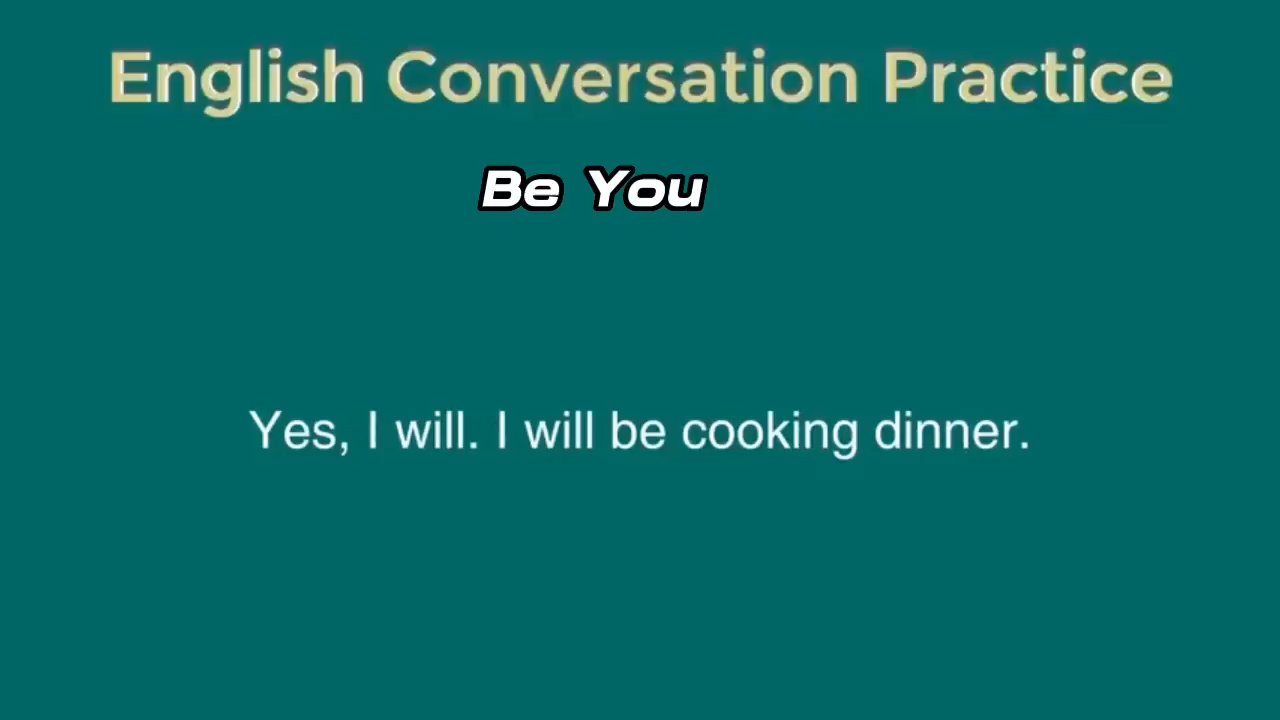 English Conversation Practice
Be You
Yes, I will. I will be cooking dinner.